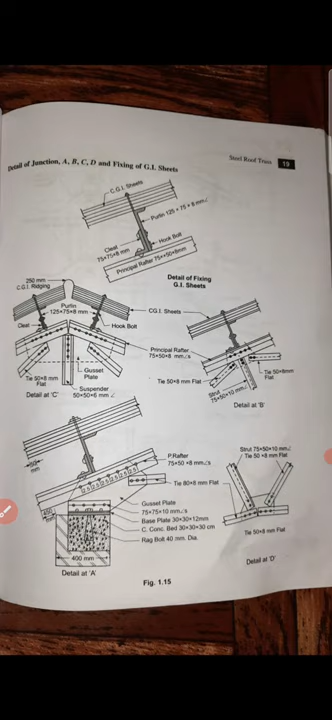 Detail of Junction, A, B, C, D and Fixing of G.I. Sheets
Steel Roof Truss 19
C.G.I. Sheets
Purlin 125 × 75 × 8 mm∠
Hook Bolt
Cleat
75×75×8 mm
Principal Rafter 75××50×8mm
Detail of Fixing
G.I. Sheets
250 mm
C.G.I. Ridging
Purlin
125×75×8 mm
Cleat
Hook Bolt
CG.I. Sheets
Principal Rafter
75×50×8 mm∠s
Gusset
Plate
Tie 50×8 mm
Flat
Suspender
50×50×6 mm ∠
Detail at 'C'
Tie 50×8 mm Flat
Tie 50×8mm
Flat
Strut
75×50×10 mm
Detail at 'B'
mm
P.Rafter
75×50 ×8 mm∠s
Tie 80×8 mm Flat
Gusset Plate
75×75×10 mm∠s
Base Plate 30×30×12mm
C. Conc. Bed 30×30×30 cm
Rag Bolt 40 mm. Dia.
450
mm
400 mm
Detail at 'A'
Strut 75×50×10 mm∠
Tie 50 ×8 mm Flat
Tie 50×8 mm Flat
Detail at 'D'
Fig. 1.15